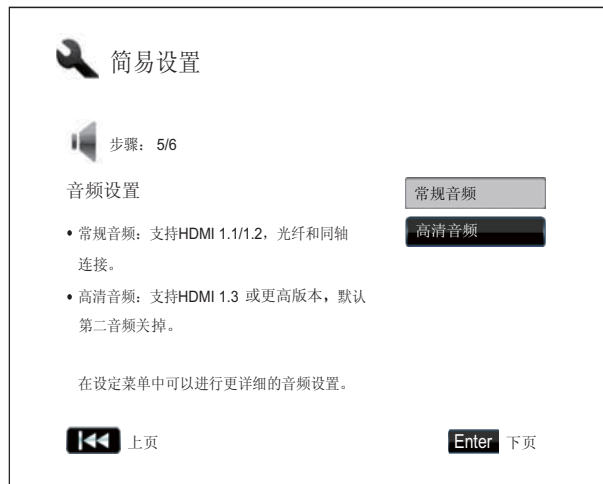 简易设置
步骤: 5/6
音频设置
常规音频
高清音频
• 常规音频: 支持HDMI 1.1/1.2, 光纤和同轴
连接。
• 高清音频: 支持HDMI 1.3 或更高版本, 默认
第二音频关掉。
在设定菜单中可以进行更详细的音频设置。
上页
Enter 下页